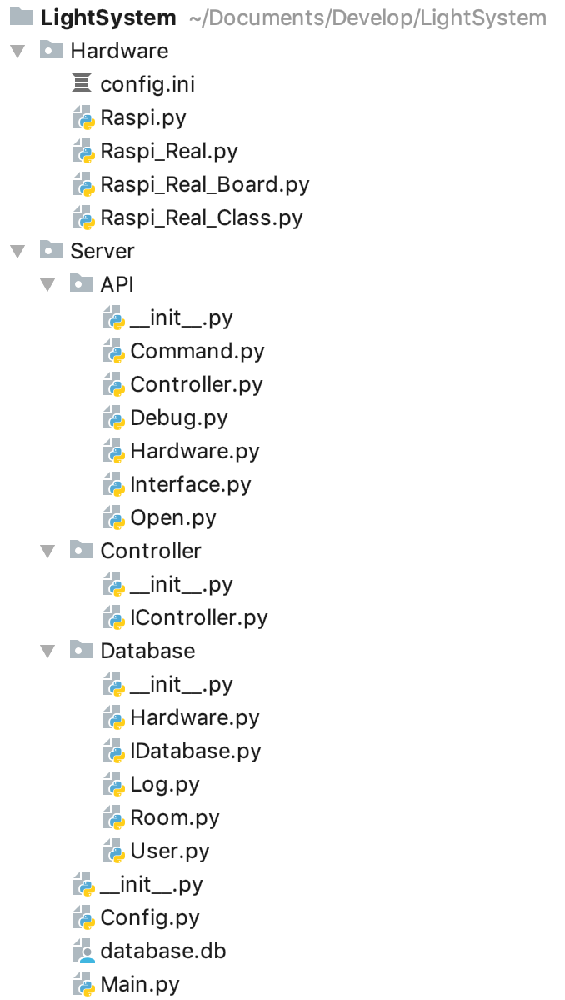 LightSystem ~/Documents/Develop/LightSystem
Hardware
config.ini
Raspi.py
Raspi_Real.py
Raspi_Real_Board.py
Raspi_Real_Class.py
Server
API
__init__.py
Command.py
Controller.py
Debug.py
Hardware.py
Interface.py
Open.py
Controller
__init__.py
IController.py
Database
__init__.py
Hardware.py
IDatabase.py
Log.py
Room.py
User.py
__init__.py
Config.py
database.db
Main.py